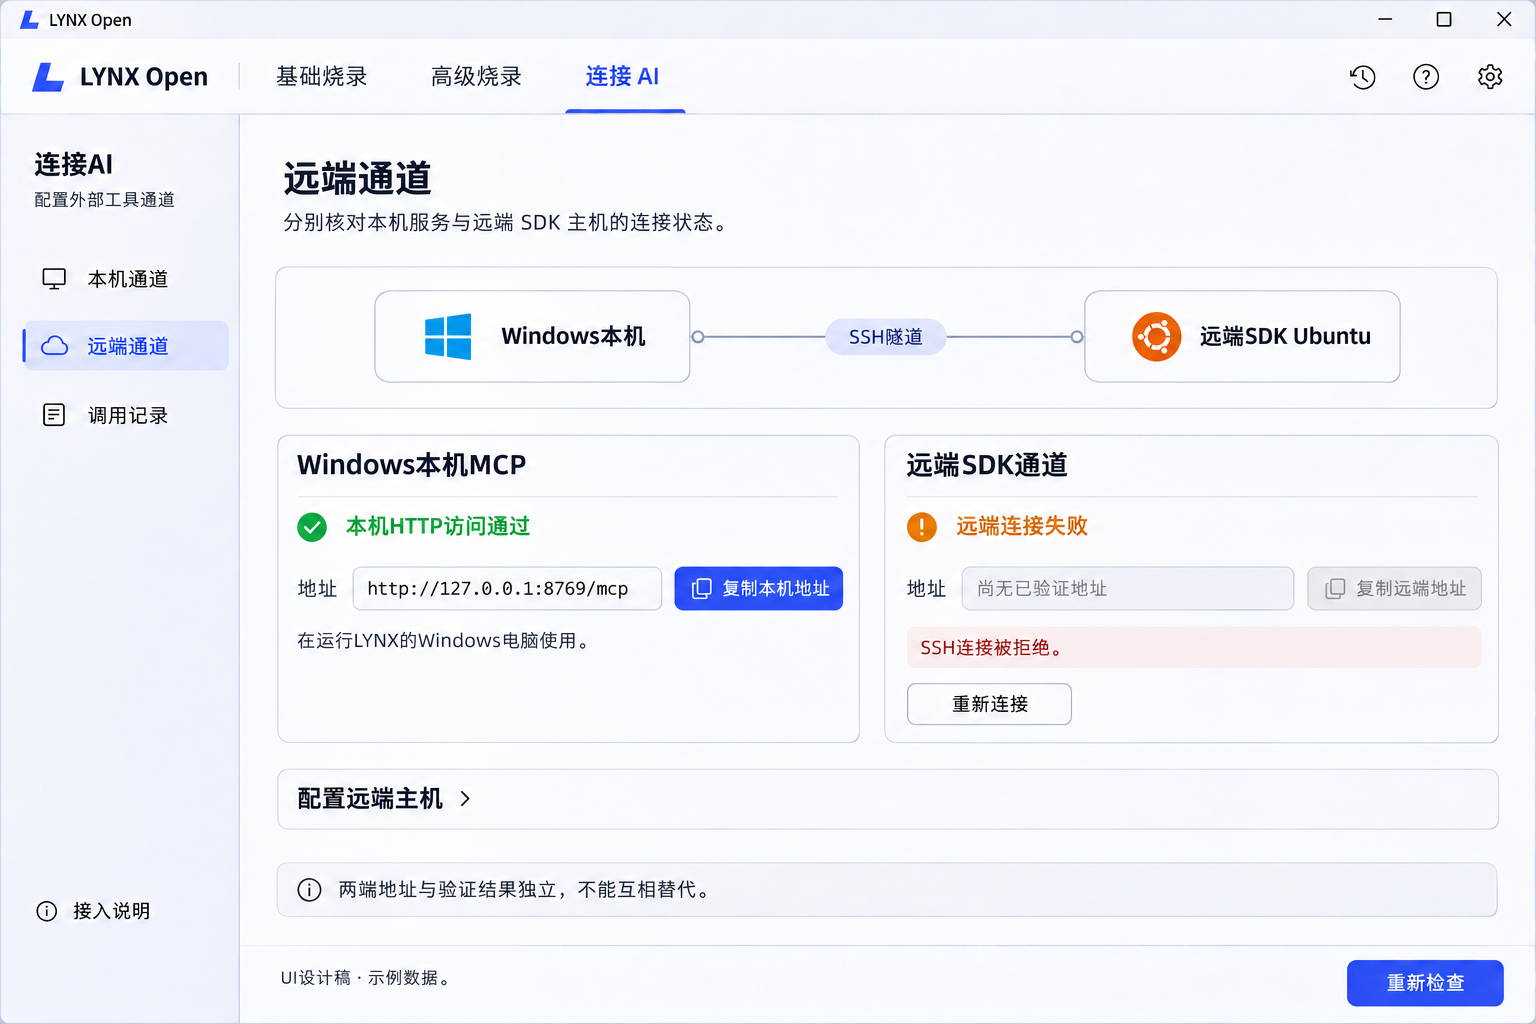 LYNX Open
LYNX Open
基础烧录
高级烧录
连接 AI
连接AI
配置外部工具通道
本机通道
远端通道
调用记录
接入说明
远端通道
分别核对本机服务与远端 SDK 主机的连接状态。
Windows本机
SSH隧道
远端SDK Ubuntu
Windows本机MCP
本机HTTP访问通过
地址
http://127.0.0.1:8769/mcp
复制本机地址
在运行LYNX的Windows电脑使用。
远端SDK通道
远端连接失败
地址
尚无已验证地址
复制远端地址
SSH连接被拒绝。
重新连接
配置远端主机
两端地址与验证结果独立，不能互相替代。
UI设计稿 · 示例数据。
重新检查